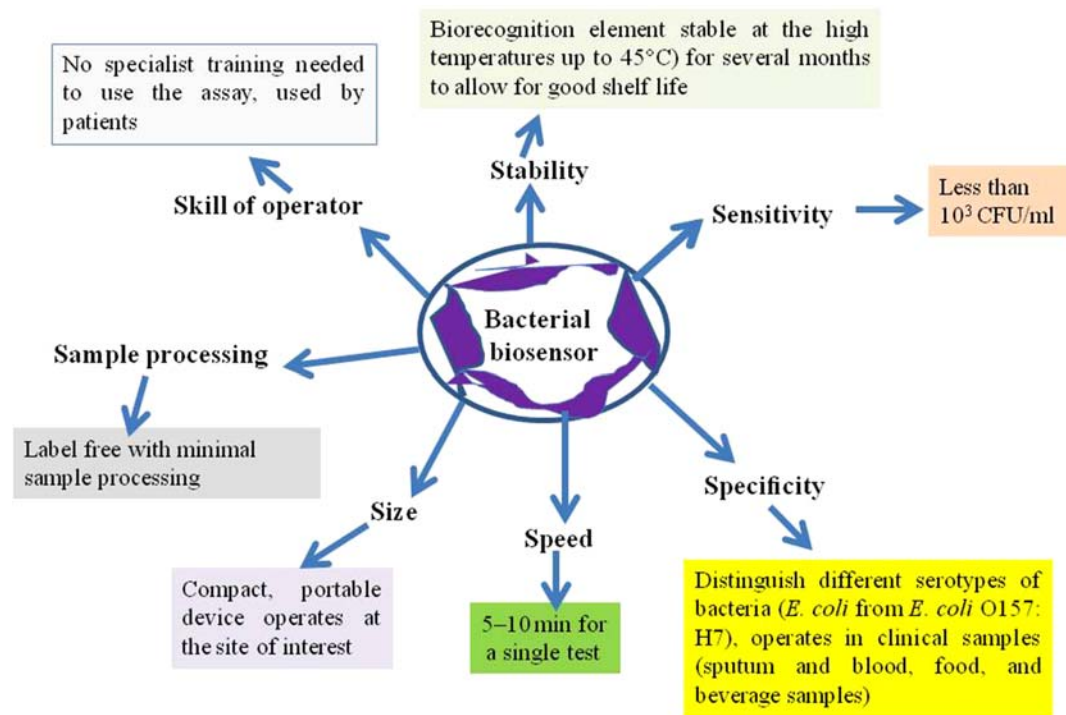 No specialist training needed
to use the assay, used by
patients
Biorecognition element stable at the high
temperatures up to 45°C) for several months
to allow for good shelf life
Skill of operator
Stability
Sensitivity
Less than
10³ CFU/ml
Sample processing
Bacterial
biosensor
Label free with minimal
sample processing
Size
Speed
Specificity
Compact, portable
device operates at
the site of interest
5–10 min for
a single test
Distinguish different serotypes of
bacteria (E. coli from E. coli O157:
H7), operates in clinical samples
(sputum and blood, food, and
beverage samples)